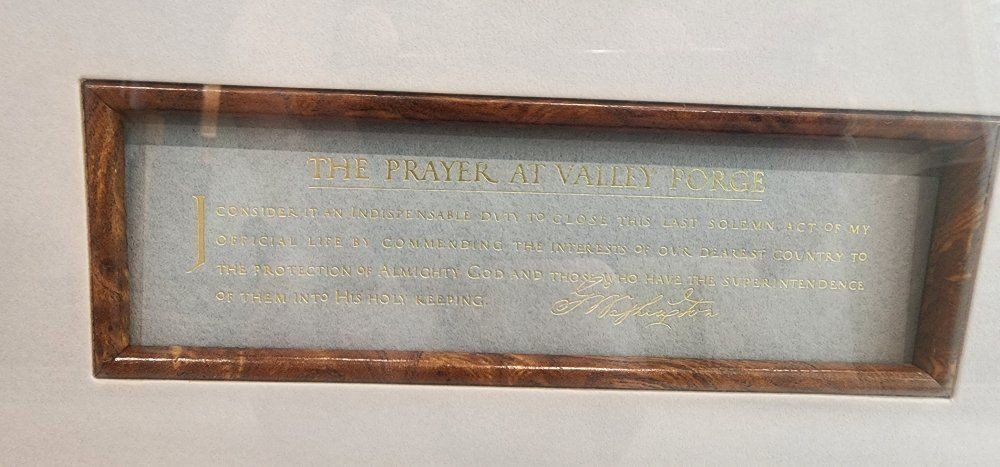 THE PRAYER AT VALLEY FORGE
I CONSIDER IT AN INDISPENSABLE DUTY TO CLOSE THIS LAST SOLEMN ACT OF MY
OFFICIAL LIFE BY COMMENDING THE INTERESTS OF OUR DEAREST COUNTRY TO
THE PROTECTION OF ALMIGHTY GOD AND THOSE WHO HAVE THE SUPERINTENDENCE
OF THEM INTO HIS HOLY KEEPING.
G Washington